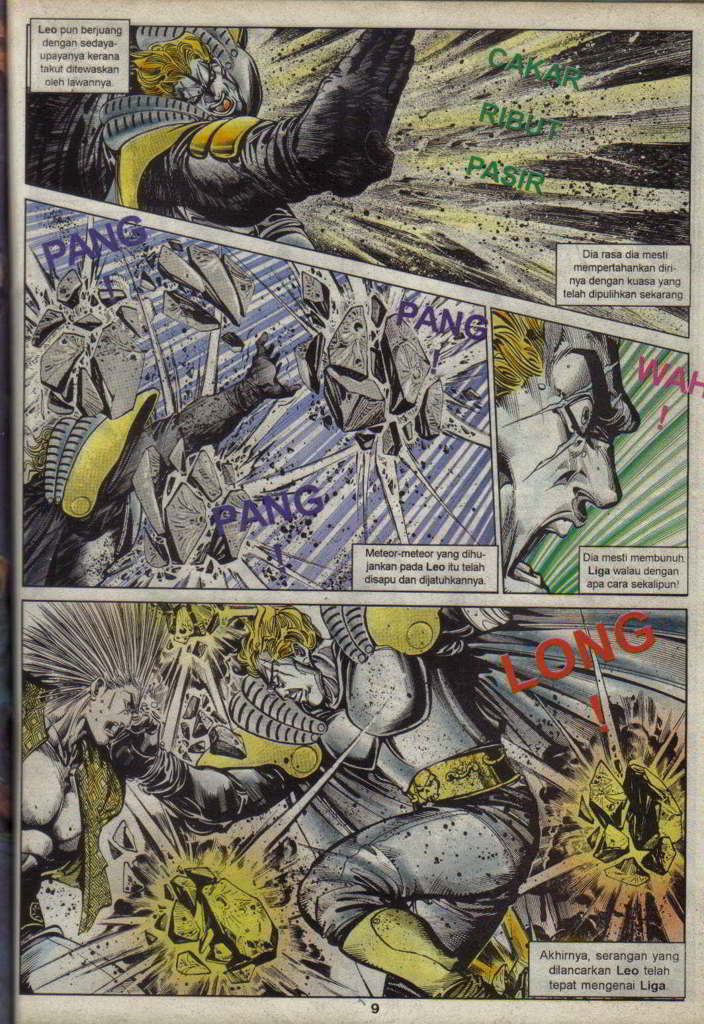 Leo pun berjuang
dengan sedaya-
upayanya kerana
takut ditewaskan
oleh lawannya.
CAKAR
RIBUT
PASIR
Dia rasa dia mesti
mempertahankan diri-
nya dengan kuasa yang
telah dipulihkan sekarang
PANG
!
PANG
!
PANG
!
Meteor-meteor yang dihu-
jankan pada Leo itu telah
disapu dan dijatuhkannya.
WAH
!
Dia mesti membunuh
Liga walau dengan
apa cara sekalipun!
LONG
!
Akhirnya, serangan yang
dilancarkan Leo telah
tepat mengenai Liga.
9